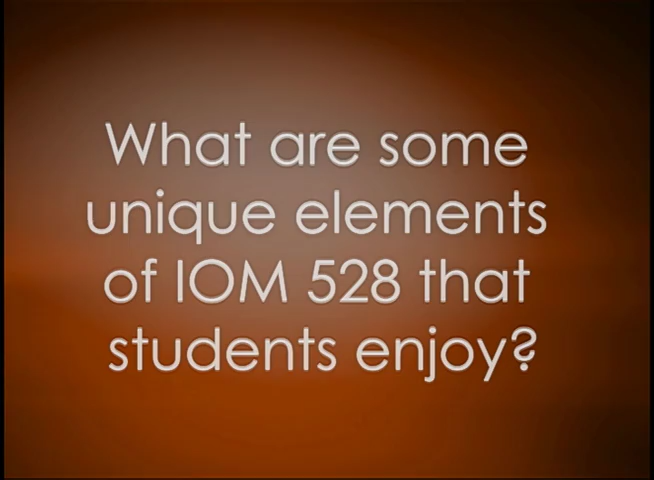 What are some
unique elements
of IOM 528 that
students enjoy?